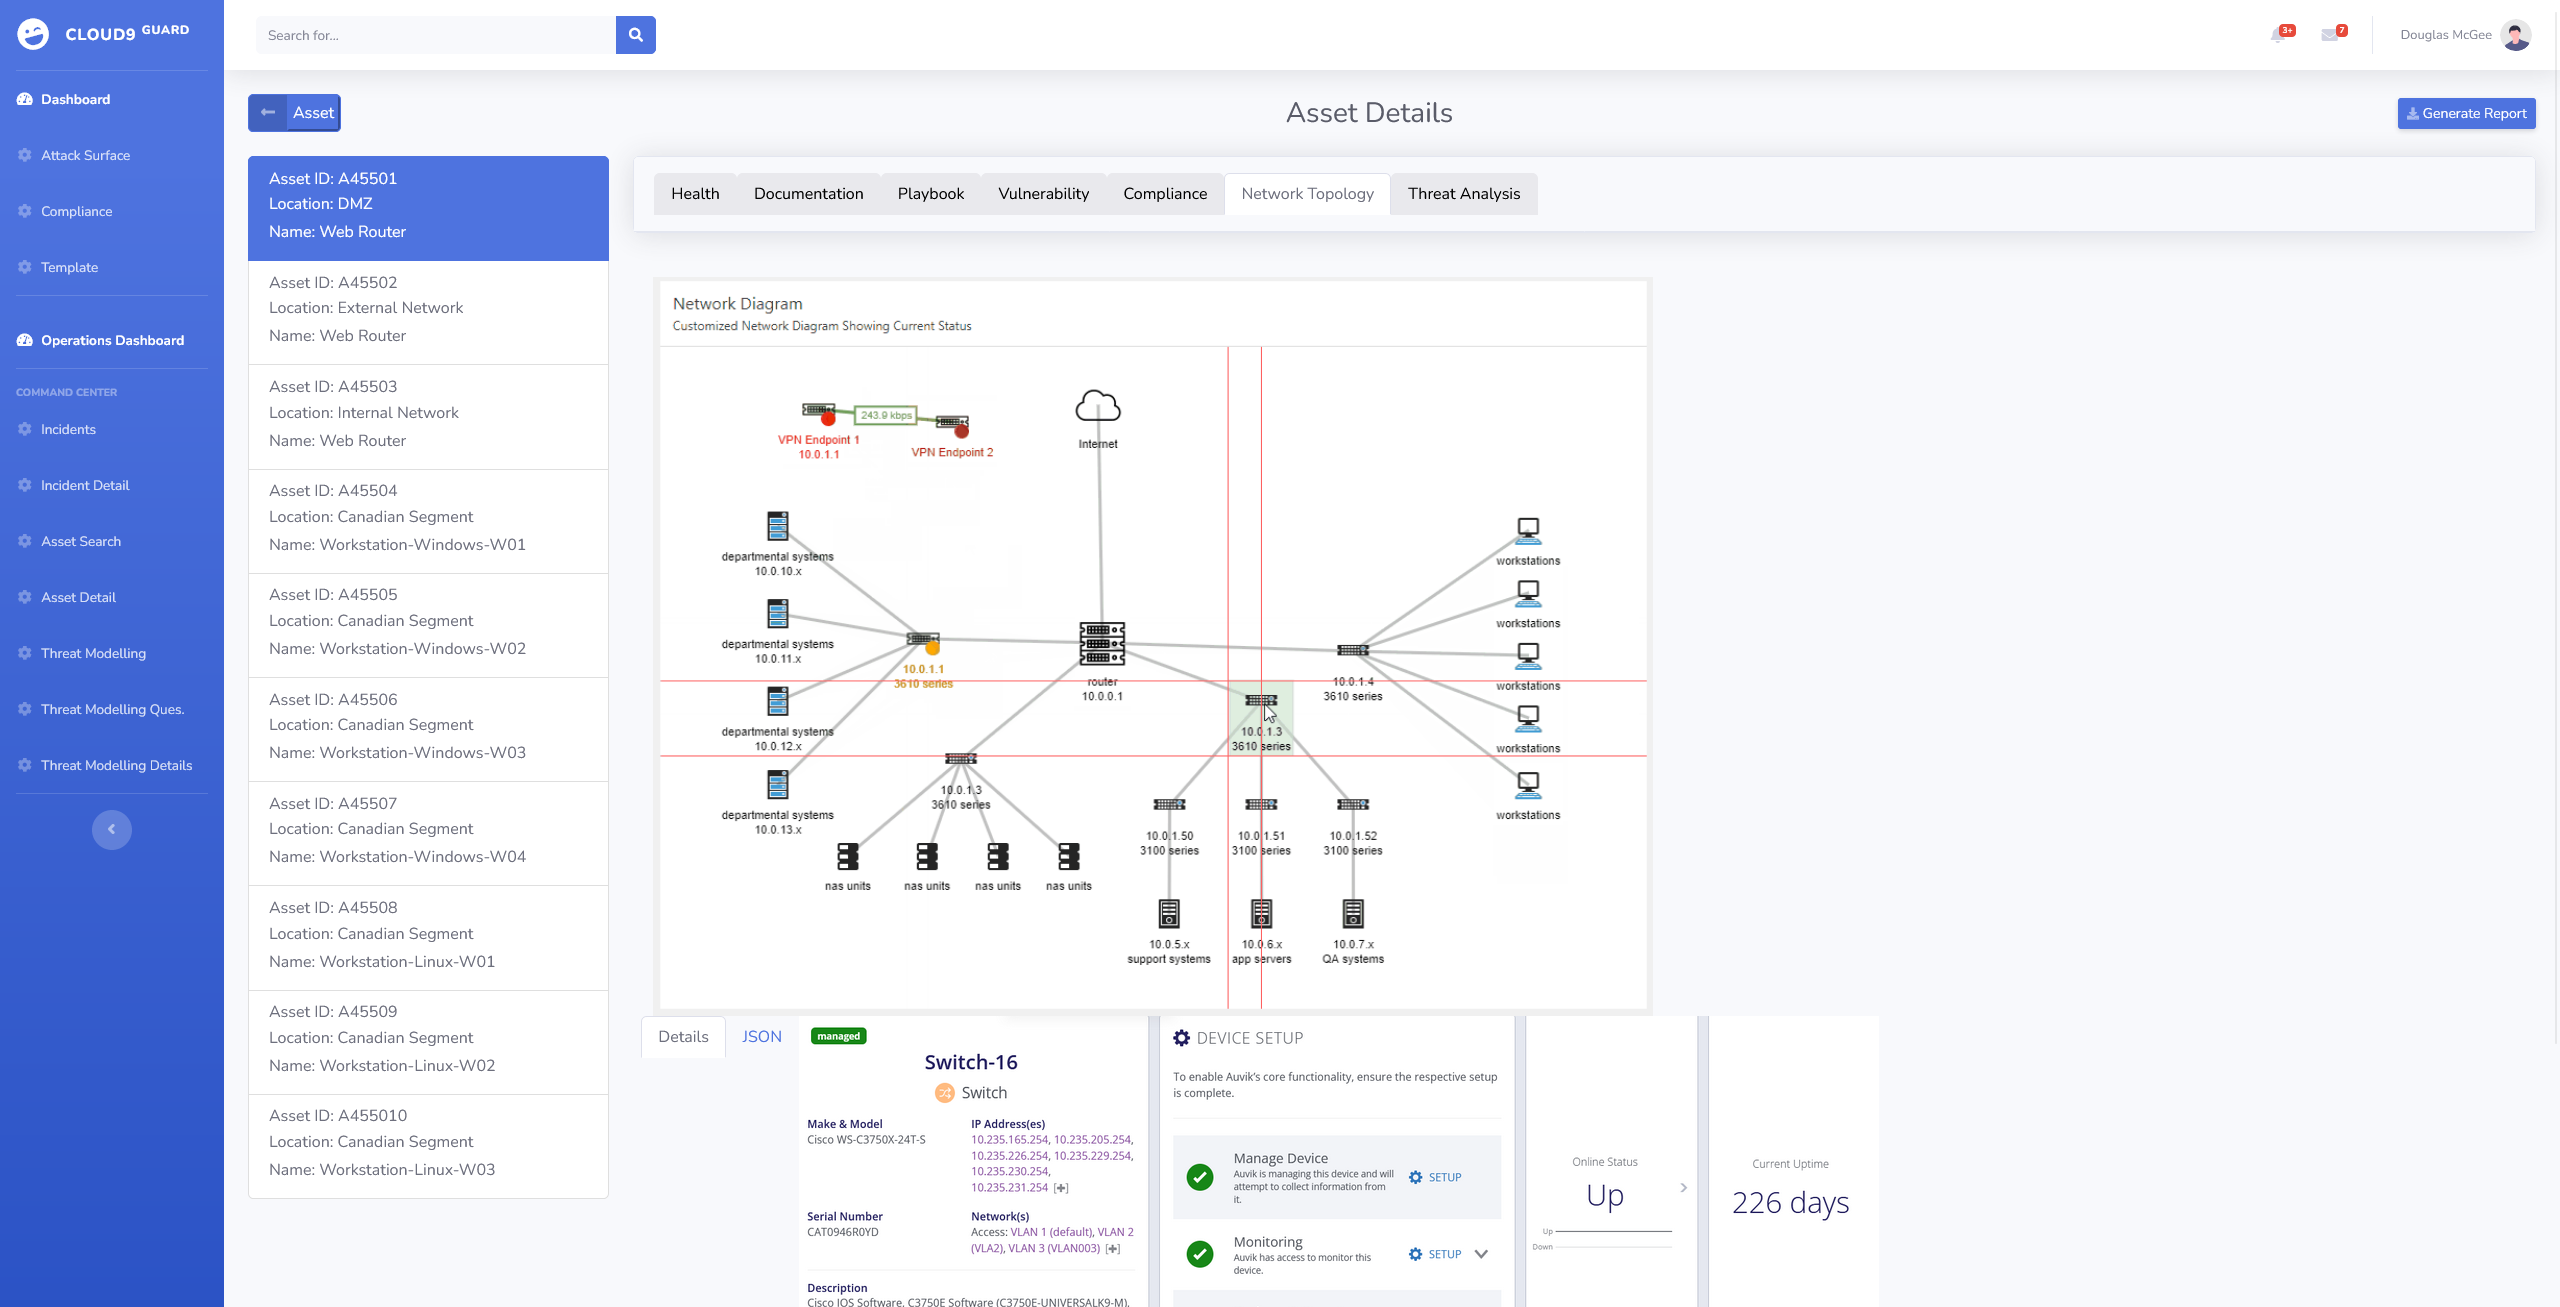 CLOUD9 GUARD
Search for...
3+
7
Douglas McGee
Dashboard
Attack Surface
Compliance
Template
Operations Dashboard
COMMAND CENTER
Incidents
Incident Detail
Asset Search
Asset Detail
Threat Modelling
Threat Modelling Ques.
Threat Modelling Details
Asset
Asset Details
Generate Report
Asset ID: A45501
Location: DMZ
Name: Web Router
Asset ID: A45502
Location: External Network
Name: Web Router
Asset ID: A45503
Location: Internal Network
Name: Web Router
Asset ID: A45504
Location: Canadian Segment
Name: Workstation-Windows-W01
Asset ID: A45505
Location: Canadian Segment
Name: Workstation-Windows-W02
Asset ID: A45506
Location: Canadian Segment
Name: Workstation-Windows-W03
Asset ID: A45507
Location: Canadian Segment
Name: Workstation-Windows-W04
Asset ID: A45508
Location: Canadian Segment
Name: Workstation-Linux-W01
Asset ID: A45509
Location: Canadian Segment
Name: Workstation-Linux-W02
Asset ID: A455010
Location: Canadian Segment
Name: Workstation-Linux-W03
Health Documentation Playbook Vulnerability Compliance Network Topology Threat Analysis
Network Diagram
Customized Network Diagram Showing Current Status
243.9 kbps
VPN Endpoint 1
10.0.1.1
VPN Endpoint 2
Internet
departmental systems
10.0.10.x
departmental systems
10.0.11.x
departmental systems
10.0.12.x
departmental systems
10.0.13.x
10.0.1.1
3610 series
router
10.0.0.1
10.0.1.4
3610 series
10.0.1.3
3610 series
10.0.1.3
3610 series
workstations
workstations
workstations
workstations
workstations
nas units
nas units
nas units
nas units
10.0.1.50
3100 series
10.0.1.51
3100 series
10.0.1.52
3100 series
10.0.5.x
support systems
10.0.6.x
app servers
10.0.7.x
QA systems
Details
JSON
managed
Switch-16
Switch
Make & Model
Cisco WS-C3750X-24T-S
IP Address(es)
10.235.165.254, 10.235.205.254,
10.235.226.254, 10.235.229.254,
10.235.230.254,
10.235.231.254 [+]
Serial Number
CAT0946R0YD
Network(s)
Access: VLAN 1 (default), VLAN 2
(VLA2), VLAN 3 (VLAN003) [+]
Description
Cisco IOS Software, C3750E Software (C3750E-UNIVERSALK9-M),
DEVICE SETUP
To enable Auvik's core functionality, ensure the respective setup
is complete.
Manage Device
Auvik is managing this device and will
attempt to collect information from
it.
SETUP
Monitoring
Auvik has access to monitor this
device.
SETUP
Online Status
Up
Up
Down
Current Uptime
226 days